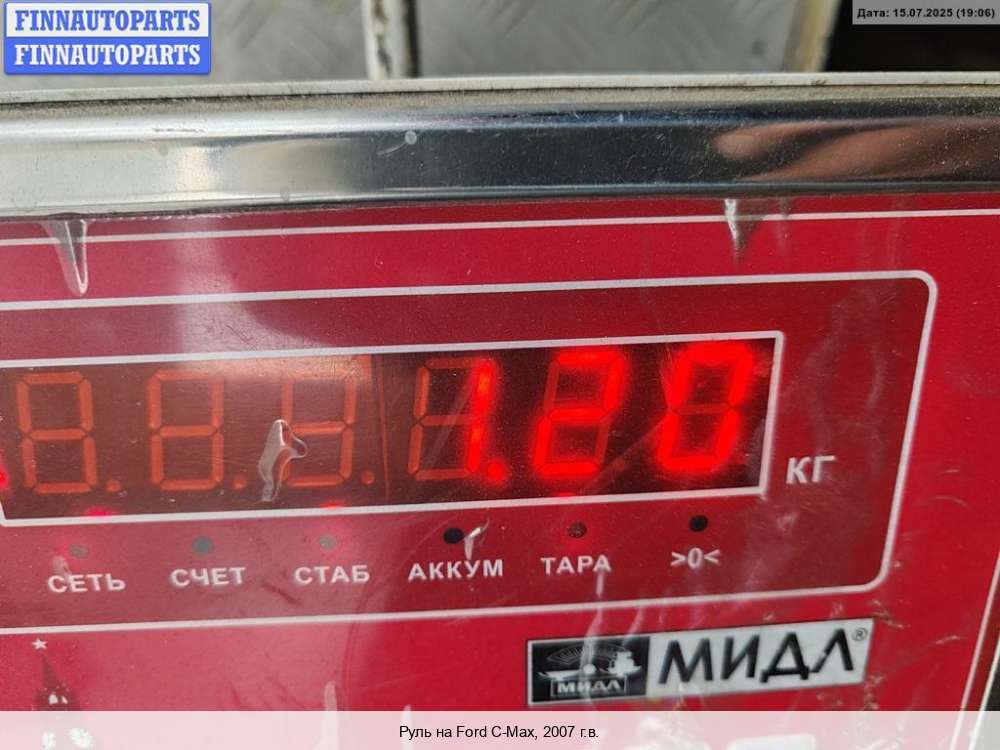 FINNAUTOPARTS
FINNAUTOPARTS
Дата: 15.07.2025 (19:06)
1.20
КГ
СЕТЬ СЧЕТ СТАБ АККУМ ТАРА >0<
МИДЛ МИДЛ®
Руль на Ford C-Max, 2007 г.в.